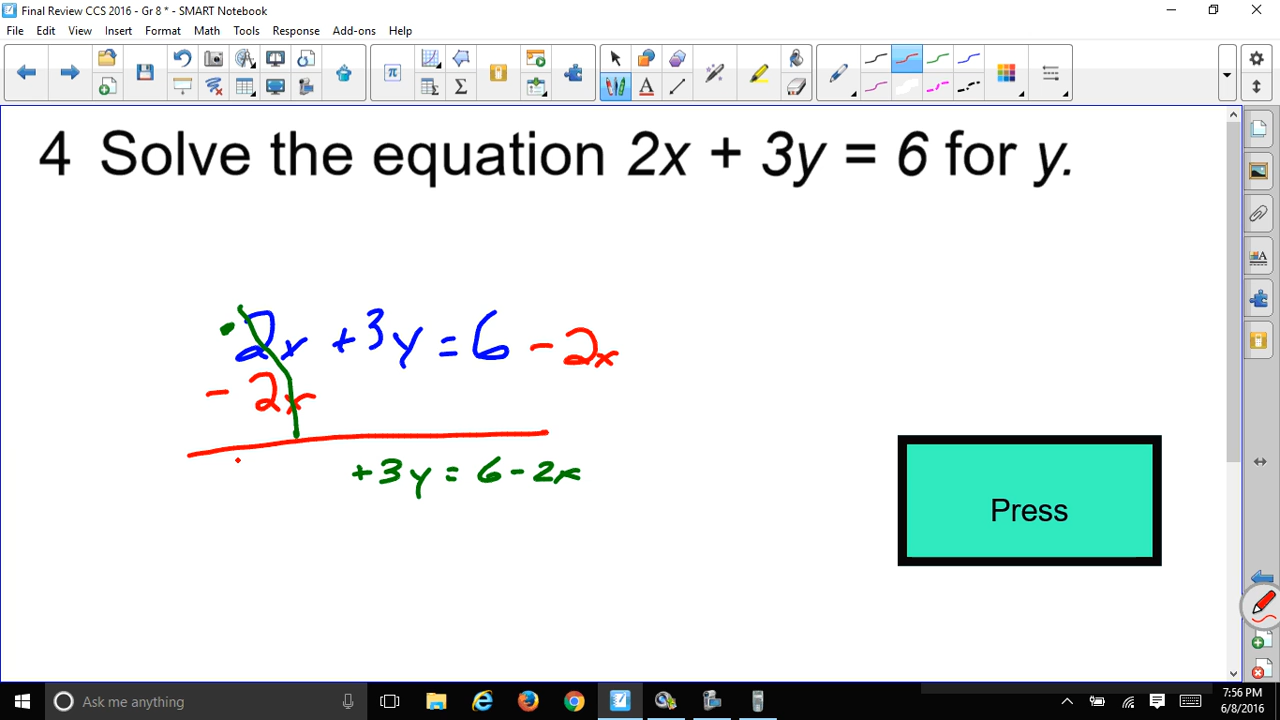 Final Review CCS 2016 - Gr 8 * - SMART Notebook
File Edit View Insert Format Math Tools Response Add-ons Help
4 Solve the equation 2x + 3y = 6 for y.
2x + 3y = 6 - 2x
- 2x
+3y = 6 - 2x
Press
Ask me anything
7:56 PM
6/8/2016